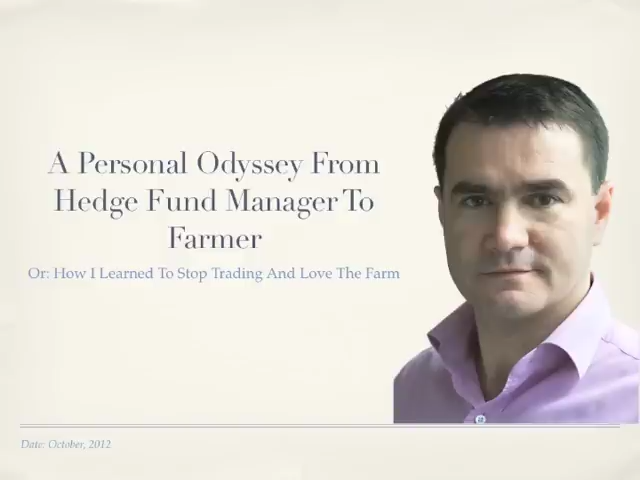 A Personal Odyssey From
Hedge Fund Manager To
Farmer
Or: How I Learned To Stop Trading And Love The Farm
Date: October, 2012